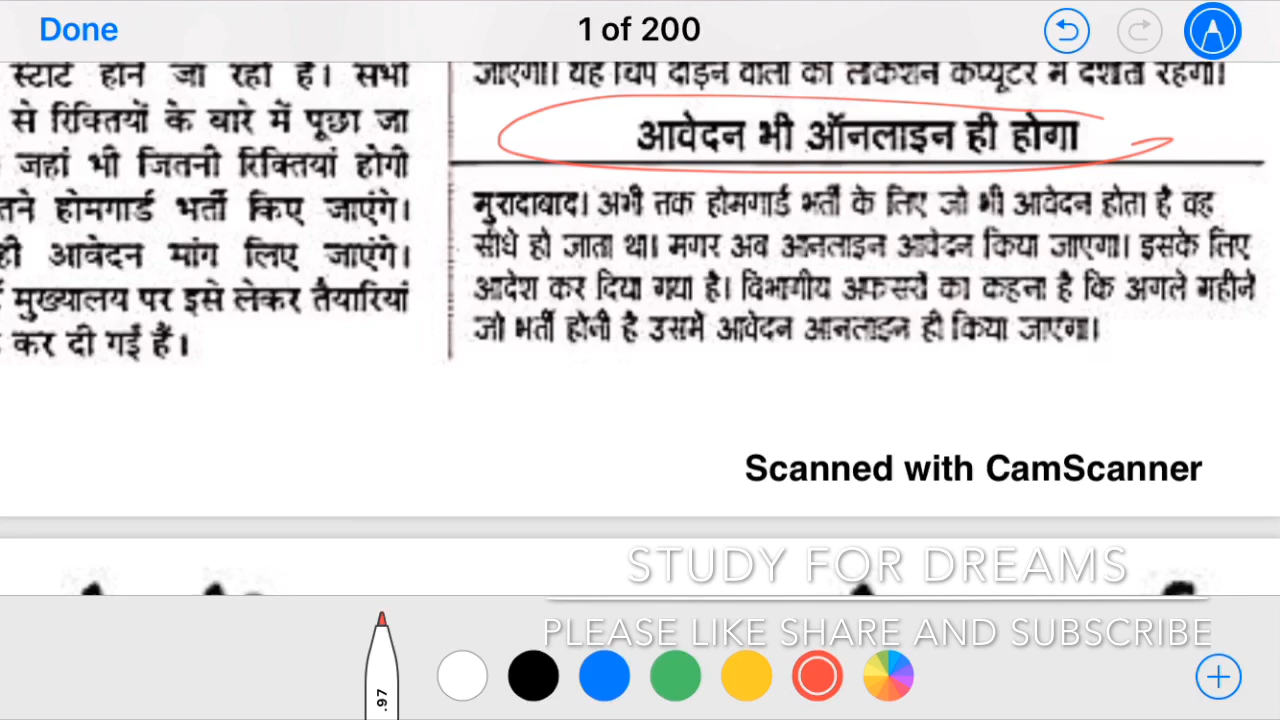 Done
1 of 200
स्टार्ट होने जा रही है। सभी
से रिक्तियों के बारे में पूछा जा
जहां भी जितनी रिक्तियां होगी
तने होमगार्ड भर्ती किए जाएंगे।
ही आवेदन मांग लिए जाएंगे।
मुख्यालय पर इसे लेकर तैयारियां
कर दी गई हैं।
जाएगी। यह चिप दौड़ने वालों की लोकेशन कंप्यूटर में दर्शाती रहेगी।
आवेदन भी ऑनलाइन ही होगा
मुरादाबाद। अभी तक होमगार्ड भर्ती के लिए जो भी आवेदन होता है वह
सीधे हो जाता था। मगर अब आनलाइन आवेदन किया जाएगा। इसके लिए
आदेश कर दिया गया है। विभागीय अफसरों का कहना है कि अगले महीने
जो भर्ती होनी है उसमें आवेदन आनलाइन ही किया जाएगा।
Scanned with CamScanner
STUDY FOR DREAMS
PLEASE LIKE SHARE AND SUBSCRIBE
.97